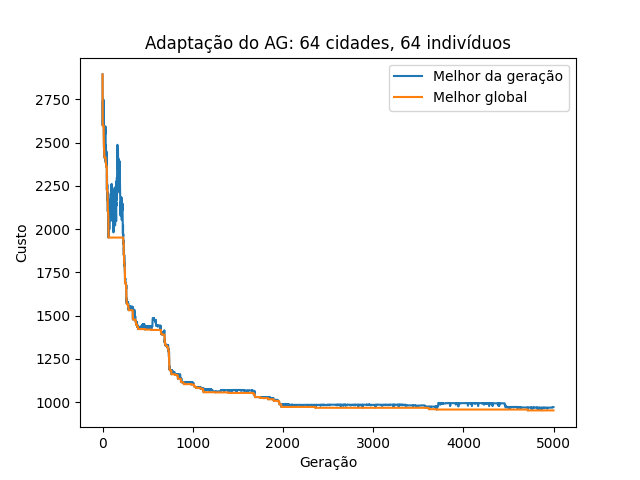 Adaptação do AG: 64 cidades, 64 indivíduos
Melhor da geração
Melhor global
Custo
2750
2500
2250
2000
1750
1500
1250
1000
0 1000 2000 3000 4000 5000
Geração